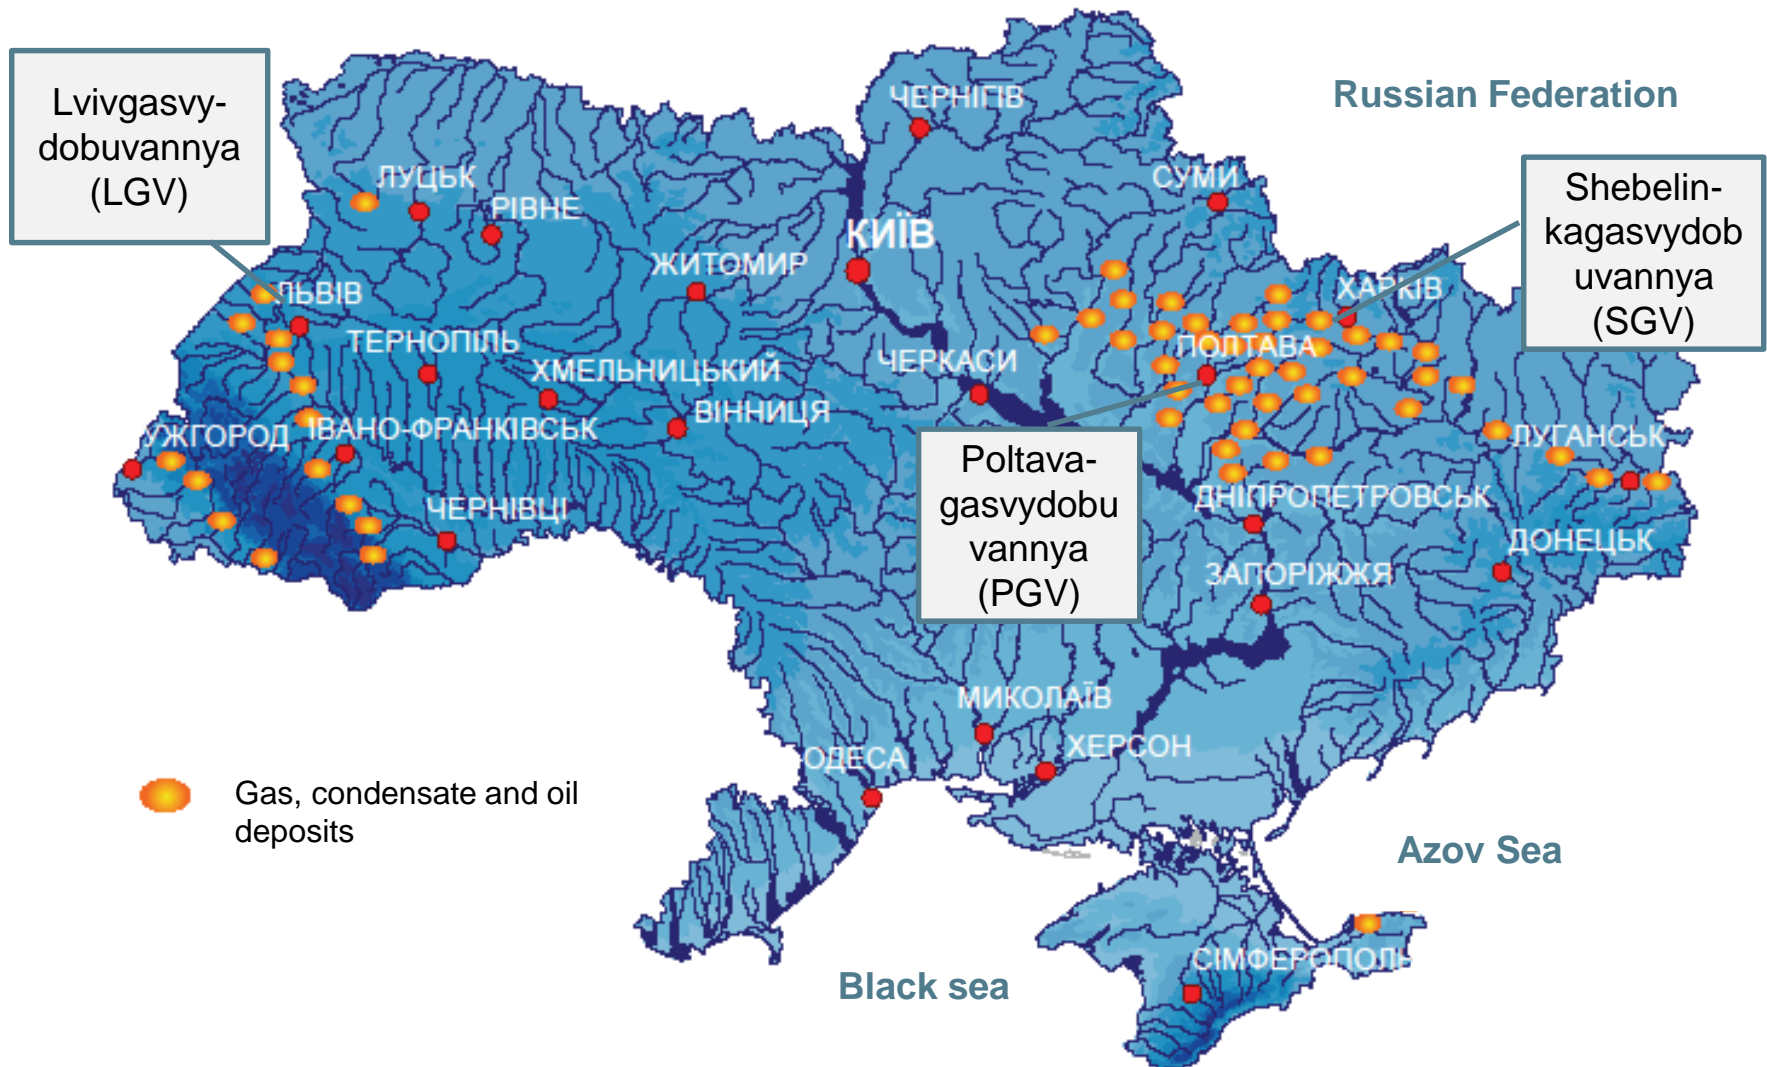 Russian Federation
Lvivgasvy-
dobuvannya
(LGV)
ЧЕРНІГІВ
ЛУЦЬК
РІВНЕ
СУМИ
Shebelin-
kagasvydob
uvannya
(SGV)
КИЇВ
ЖИТОМИР
ЛЬВІВ
ХАРКІВ
ТЕРНОПІЛЬ
ХМЕЛЬНИЦЬКИЙ
ЧЕРКАСИ
ПОЛТАВА
ВІННИЦЯ
УЖГОРОД
ІВАНО-ФРАНКІВСЬК
ЛУГАНСЬК
Poltava-
gasvydobu
vannya
(PGV)
ЧЕРНІВЦІ
ДНІПРОПЕТРОВСЬК
ДОНЕЦЬК
ЗАПОРІЖЖЯ
МИКОЛАЇВ
ХЕРСОН
ОДЕСА
Gas, condensate and oil
deposits
Azov Sea
СІМФЕРОПОЛЬ
Black sea